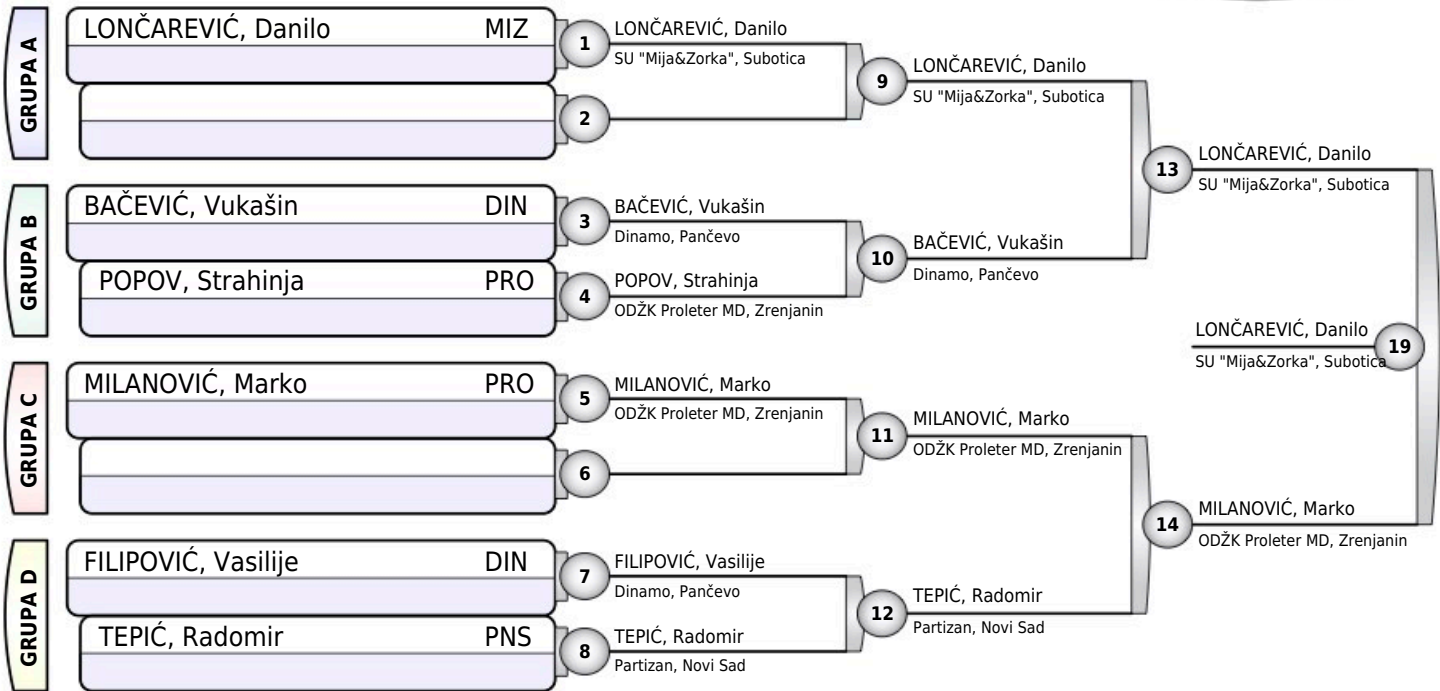 GRUPA A
LONČAREVIĆ, Danilo MIZ
1
LONČAREVIĆ, Danilo
SU "Mija&Zorka", Subotica
2
9
LONČAREVIĆ, Danilo
SU "Mija&Zorka", Subotica
GRUPA B
BAČEVIĆ, Vukašin DIN
3
BAČEVIĆ, Vukašin
Dinamo, Pančevo
POPOV, Strahinja PRO
4
POPOV, Strahinja
ODŽK Proleter MD, Zrenjanin
10
BAČEVIĆ, Vukašin
Dinamo, Pančevo
13
LONČAREVIĆ, Danilo
SU "Mija&Zorka", Subotica
GRUPA C
MILANOVIĆ, Marko PRO
5
MILANOVIĆ, Marko
ODŽK Proleter MD, Zrenjanin
6
11
MILANOVIĆ, Marko
ODŽK Proleter MD, Zrenjanin
GRUPA D
FILIPOVIĆ, Vasilije DIN
7
FILIPOVIĆ, Vasilije
Dinamo, Pančevo
TEPIĆ, Radomir PNS
8
TEPIĆ, Radomir
Partizan, Novi Sad
12
TEPIĆ, Radomir
Partizan, Novi Sad
14
MILANOVIĆ, Marko
ODŽK Proleter MD, Zrenjanin
LONČAREVIĆ, Danilo
SU "Mija&Zorka", Subotica
19